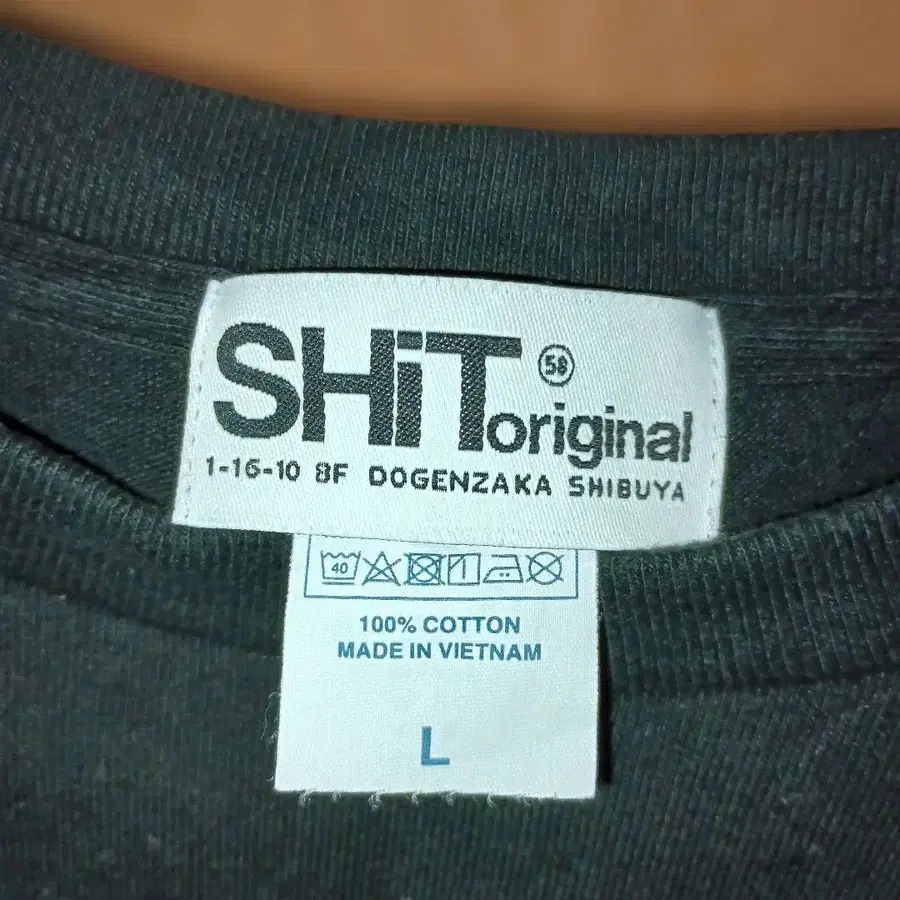 SHiT 58 original
1-16-10 8F DOGENZAKA SHIBUYA
40
100% COTTON
MADE IN VIETNAM
L